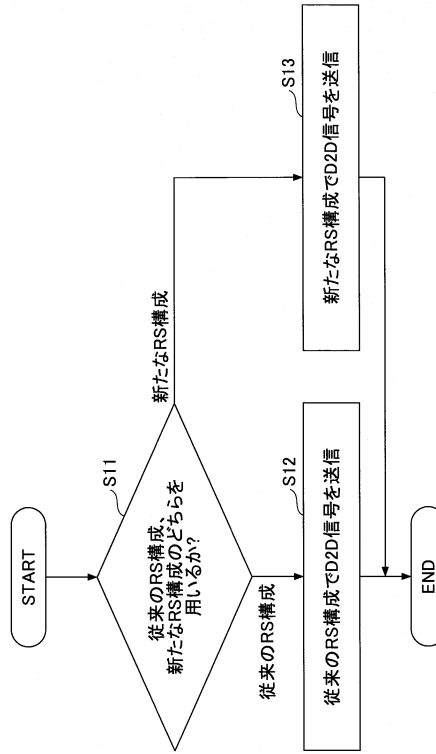 START
S11
従来のRS構成、
新たなRS構成のどちらを
用いるか?
新たなRS構成
従来のRS構成
S12
従来のRS構成でD2D信号を送信
S13
新たなRS構成でD2D信号を送信
END